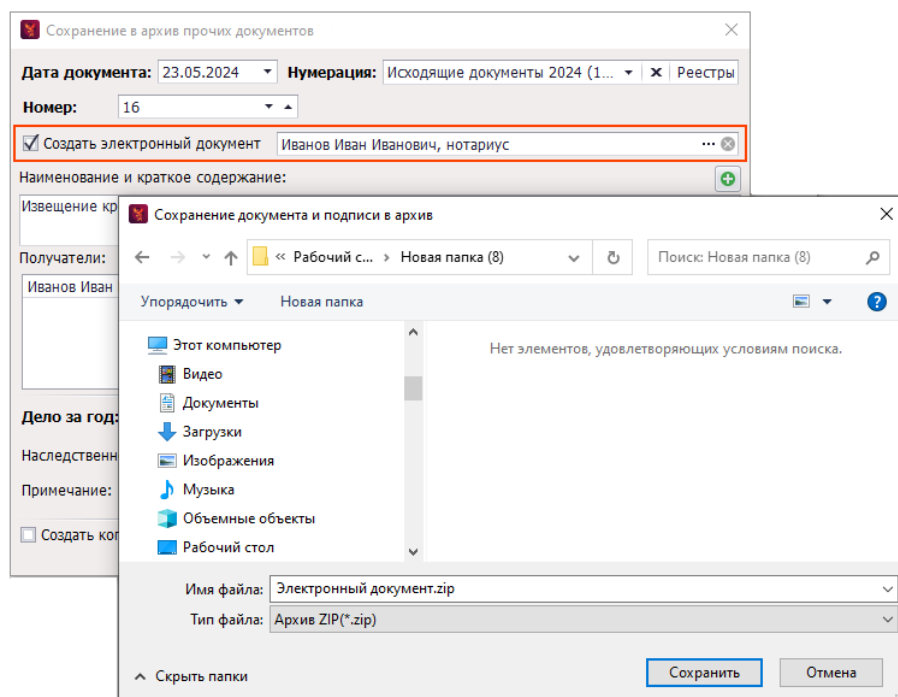 Сохранение в архив прочих документов
Дата документа: 23.05.2024 Нумерация: Исходящие документы 2024 (1... Реестры
Номер: 16
Создать электронный документ Иванов Иван Иванович, нотариус
Наименование и краткое содержание:
Извещение кр
Получатели:
Иванов Иван
Дело за год:
Наследственн
Примечание:
Создать коп
Сохранение документа и подписи в архив
« Рабочий с... › Новая папка (8) Поиск: Новая папка (8)
Упорядочить Новая папка
Этот компьютер
Видео
Документы
Загрузки
Изображения
Музыка
Объемные объекты
Рабочий стол
Нет элементов, удовлетворяющих условиям поиска.
Имя файла: Электронный документ.zip
Тип файла: Архив ZIP(*.zip)
Скрыть папки Сохранить Отмена